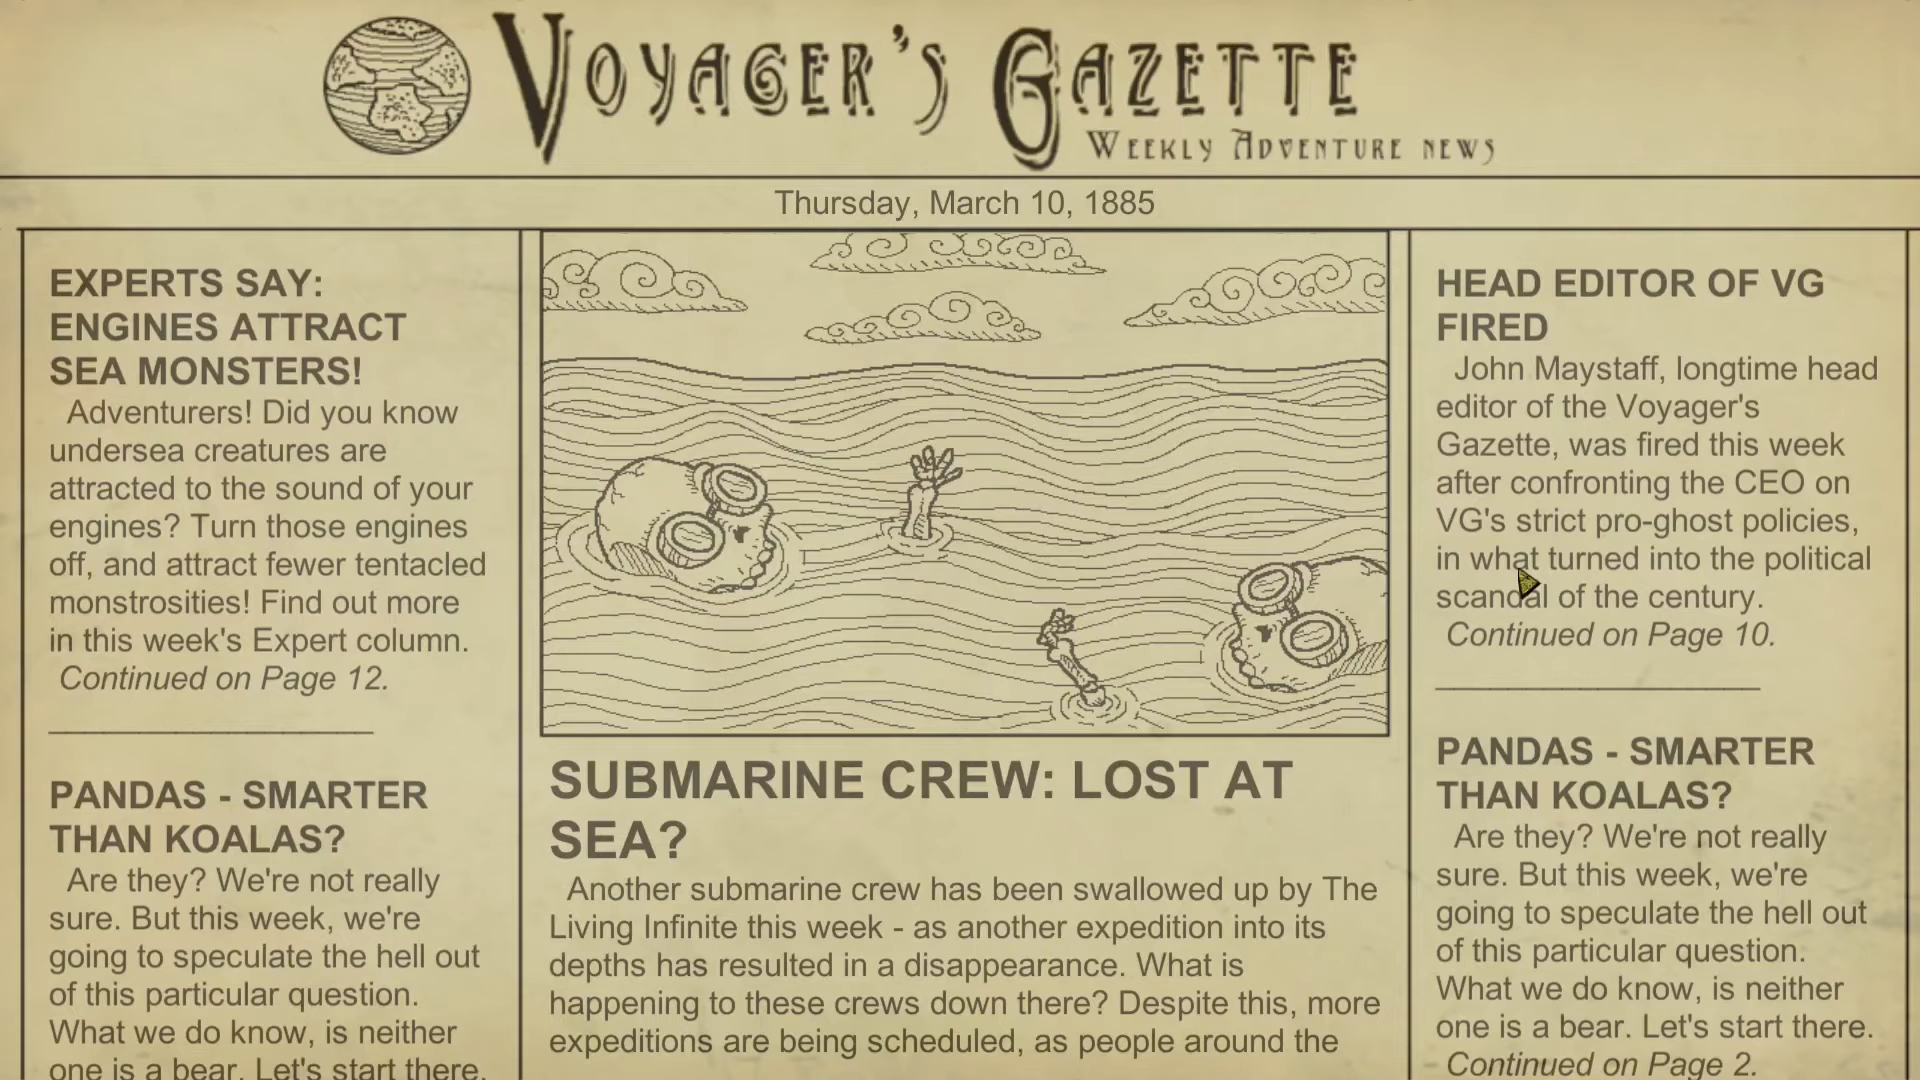 VOYAGER'S GAZETTE
WEEKLY ADVENTURE NEWS
Thursday, March 10, 1885
EXPERTS SAY:
ENGINES ATTRACT
SEA MONSTERS!
Adventurers! Did you know
undersea creatures are
attracted to the sound of your
engines? Turn those engines
off, and attract fewer tentacled
monstrosities! Find out more
in this week's Expert column.
Continued on Page 12.
PANDAS - SMARTER
THAN KOALAS?
Are they? We're not really
sure. But this week, we're
going to speculate the hell out
of this particular question.
What we do know, is neither
one is a bear. Let's start there.
SUBMARINE CREW: LOST AT
SEA?
Another submarine crew has been swallowed up by The
Living Infinite this week - as another expedition into its
depths has resulted in a disappearance. What is
happening to these crews down there? Despite this, more
expeditions are being scheduled, as people around the
HEAD EDITOR OF VG
FIRED
John Maystaff, longtime head
editor of the Voyager's
Gazette, was fired this week
after confronting the CEO on
VG's strict pro-ghost policies,
in what turned into the political
scandal of the century.
Continued on Page 10.
PANDAS - SMARTER
THAN KOALAS?
Are they? We're not really
sure. But this week, we're
going to speculate the hell out
of this particular question.
What we do know, is neither
one is a bear. Let's start there.
Continued on Page 2.